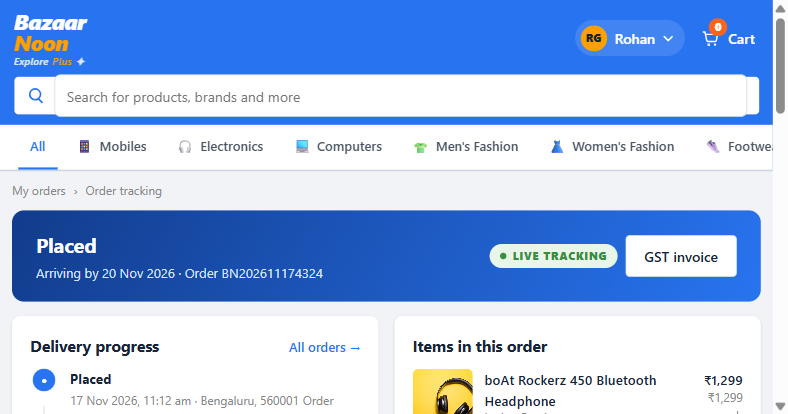 Bazaar
Noon
Explore Plus
RG Rohan
0
Cart
Search for products, brands and more
All Mobiles Electronics Computers Men's Fashion Women's Fashion Footwea
My orders › Order tracking
Placed
Arriving by 20 Nov 2026 · Order BN202611174324
LIVE TRACKING
GST invoice
Delivery progress
All orders →
Placed
17 Nov 2026, 11:12 am · Bengaluru, 560001 Order
Items in this order
boAt Rockerz 450 Bluetooth
Headphone
₹1,299
₹1,299